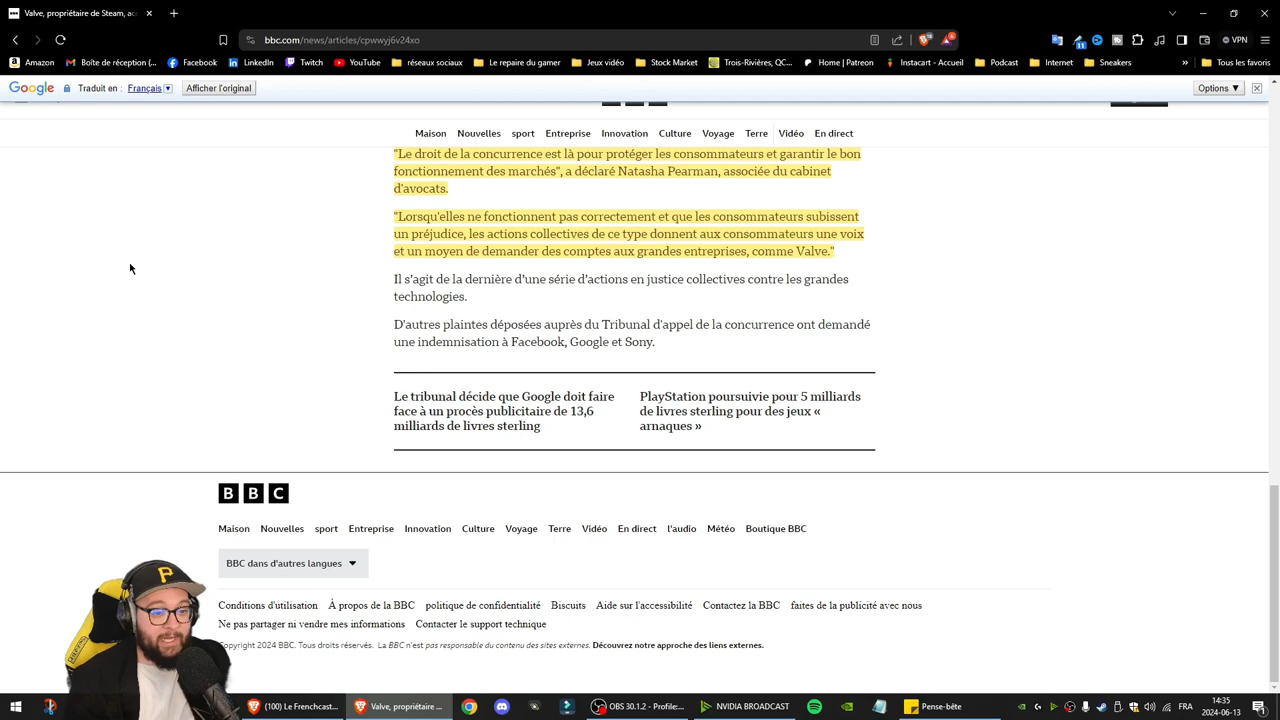 Valve, propriétaire de Steam, ac
bbc.com/news/articles/cpwwyj6v24xo
VPN
Amazon
Boîte de réception (...
Facebook
LinkedIn
Twitch
YouTube
réseaux sociaux
Le repaire du gamer
Jeux vidéo
Stock Market
Trois-Rivières, QC...
Home | Patreon
Instacart - Accueil
Podcast
Internet
Sneakers
»
Tous les favoris
Google
Traduit en :
Français
Afficher l'original
Options ▼
Maison
Nouvelles
sport
Entreprise
Innovation
Culture
Voyage
Terre
Vidéo
En direct
"Le droit de la concurrence est là pour protéger les consommateurs et garantir le bon
fonctionnement des marchés", a déclaré Natasha Pearman, associée du cabinet
d'avocats.
"Lorsqu'elles ne fonctionnent pas correctement et que les consommateurs subissent
un préjudice, les actions collectives de ce type donnent aux consommateurs une voix
et un moyen de demander des comptes aux grandes entreprises, comme Valve."
Il s’agit de la dernière d’une série d’actions en justice collectives contre les grandes
technologies.
D'autres plaintes déposées auprès du Tribunal d'appel de la concurrence ont demandé
une indemnisation à Facebook, Google et Sony.
Le tribunal décide que Google doit faire
face à un procès publicitaire de 13,6
milliards de livres sterling
PlayStation poursuivie pour 5 milliards
de livres sterling pour des jeux «
arnaques »
BBC
Maison
Nouvelles
sport
Entreprise
Innovation
Culture
Voyage
Terre
Vidéo
En direct
l'audio
Météo
Boutique BBC
BBC dans d'autres langues
Conditions d'utilisation
À propos de la BBC
politique de confidentialité
Biscuits
Aide sur l'accessibilité
Contactez la BBC
faites de la publicité avec nous
Ne pas partager ni vendre mes informations
Contacter le support technique
Copyright 2024 BBC. Tous droits réservés. La BBC n'est pas responsable du contenu des sites externes. Découvrez notre approche des liens externes.
P
(100) Le Frenchcast...
Valve, propriétaire ...
OBS 30.1.2 - Profile:...
NVIDIA BROADCAST
Pense-bête
FRA
14:35
2024-06-13